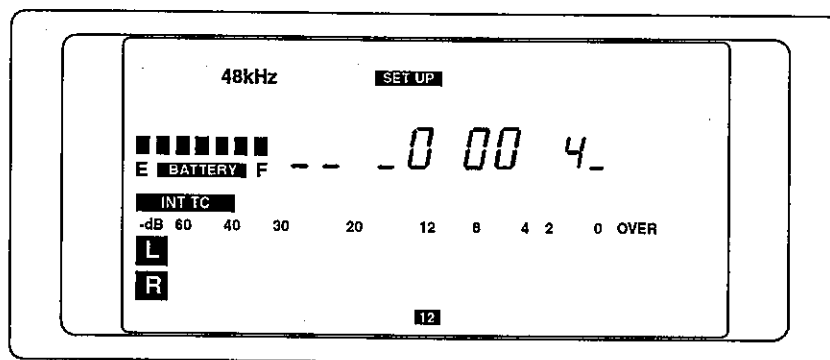 48kHz SET UP
_ _ _0 00 4_
E BATTERY F
INT TC
-dB 60 40 30 20 12 8 4 2 0 OVER
L
R
12